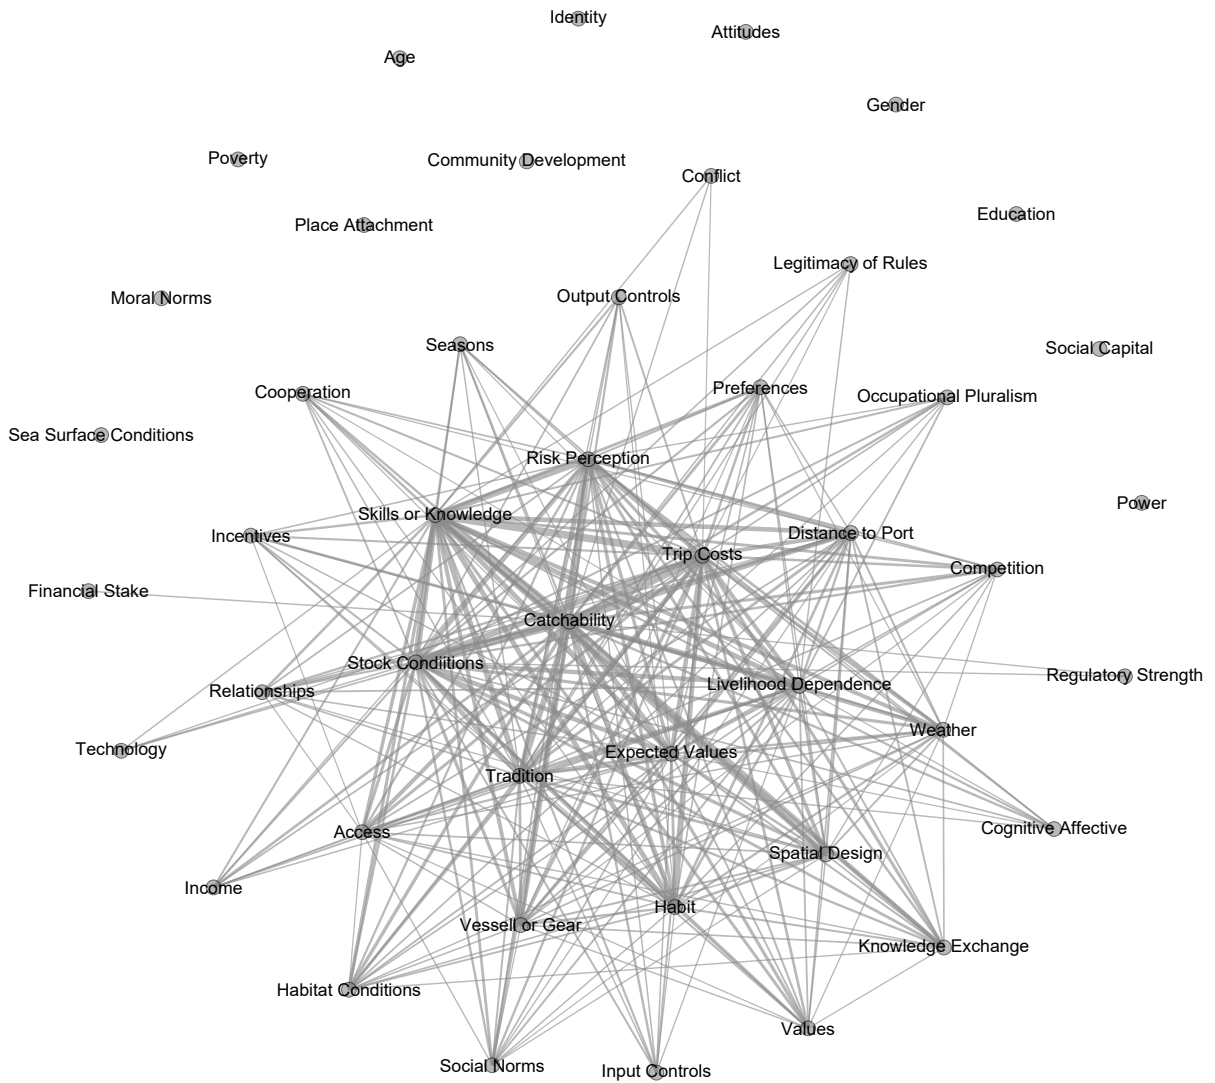 Identity
Attitudes
Age
Gender
Poverty
Community Development
Conflict
Education
Place Attachment
Legitimacy of Rules
Moral Norms
Output Controls
Seasons
Social Capital
Cooperation
Preferences
Occupational Pluralism
Sea Surface Conditions
Risk Perception
Power
Skills or Knowledge
Incentives
Distance to Port
Trip Costs
Competition
Financial Stake
Catchability
Stock Condiitions
Regulatory Strength
Relationships
Livelihood Dependence
Weather
Technology
Expected Values
Tradition
Access
Cognitive Affective
Spatial Design
Income
Habit
Vessell or Gear
Knowledge Exchange
Habitat Conditions
Values
Social Norms
Input Controls